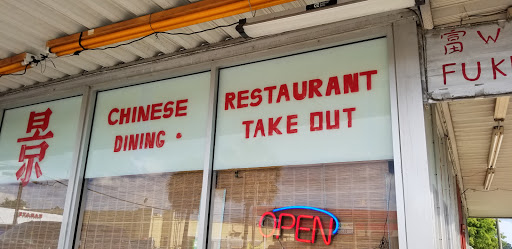 景
CHINESE
DINING
RESTAURANT
TAKE OUT
OPEN
富 W
FUK